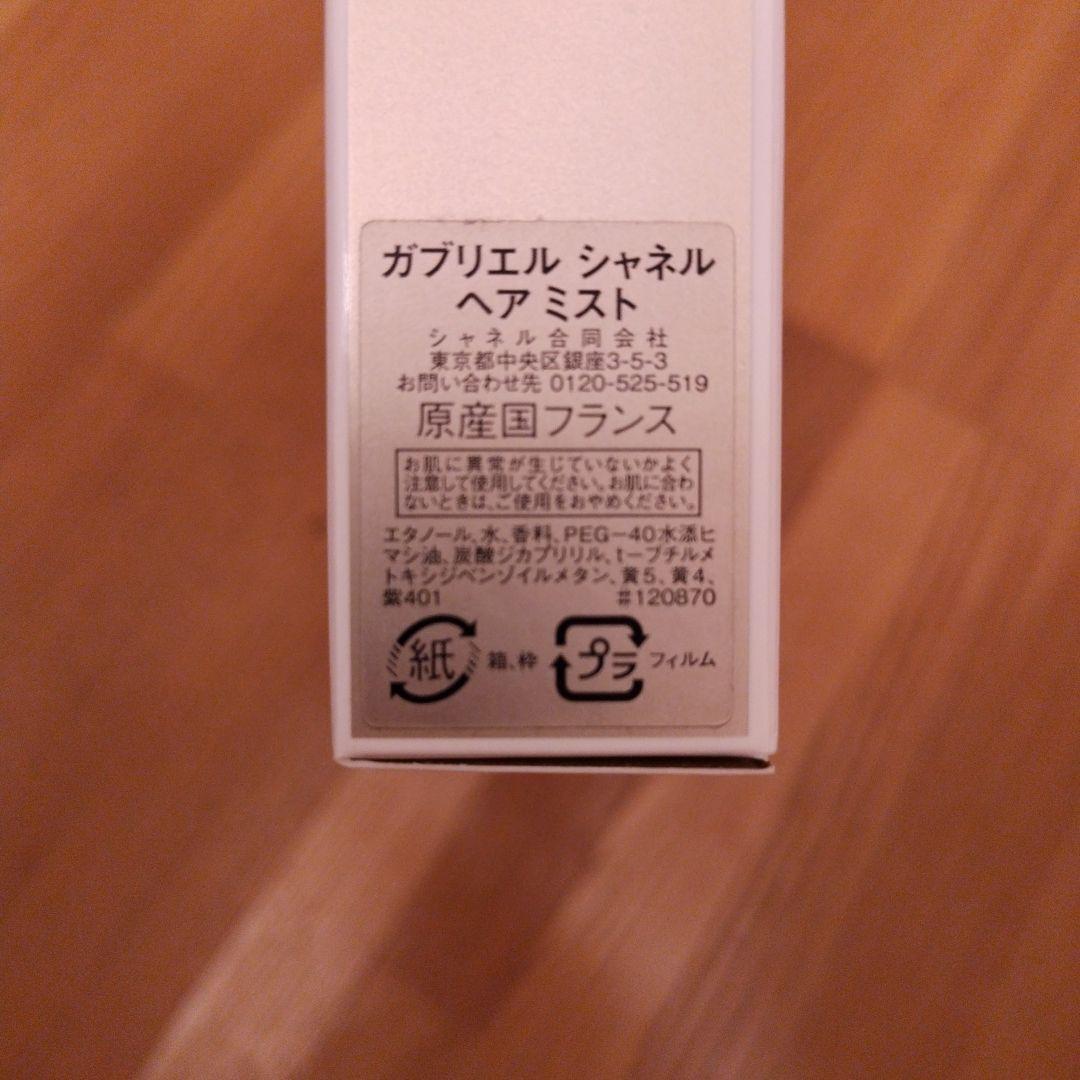 ガブリエル シャネル
ヘア ミスト
シャネル合同会社
東京都中央区銀座3-5-3
お問い合わせ先 0120-525-519
原産国フランス
お肌に異常が生じていないかよく
注意して使用してください。お肌に合わ
ないときは、ご使用をおやめください。
エタノール、水、香料、PEG-40水添ヒ
マシ油、炭酸ジカプリリル、t-ブチルメ
トキシジベンゾイルメタン、黄5、黄4、
紫401 #120870
紙 箱、枠 プラ フィルム